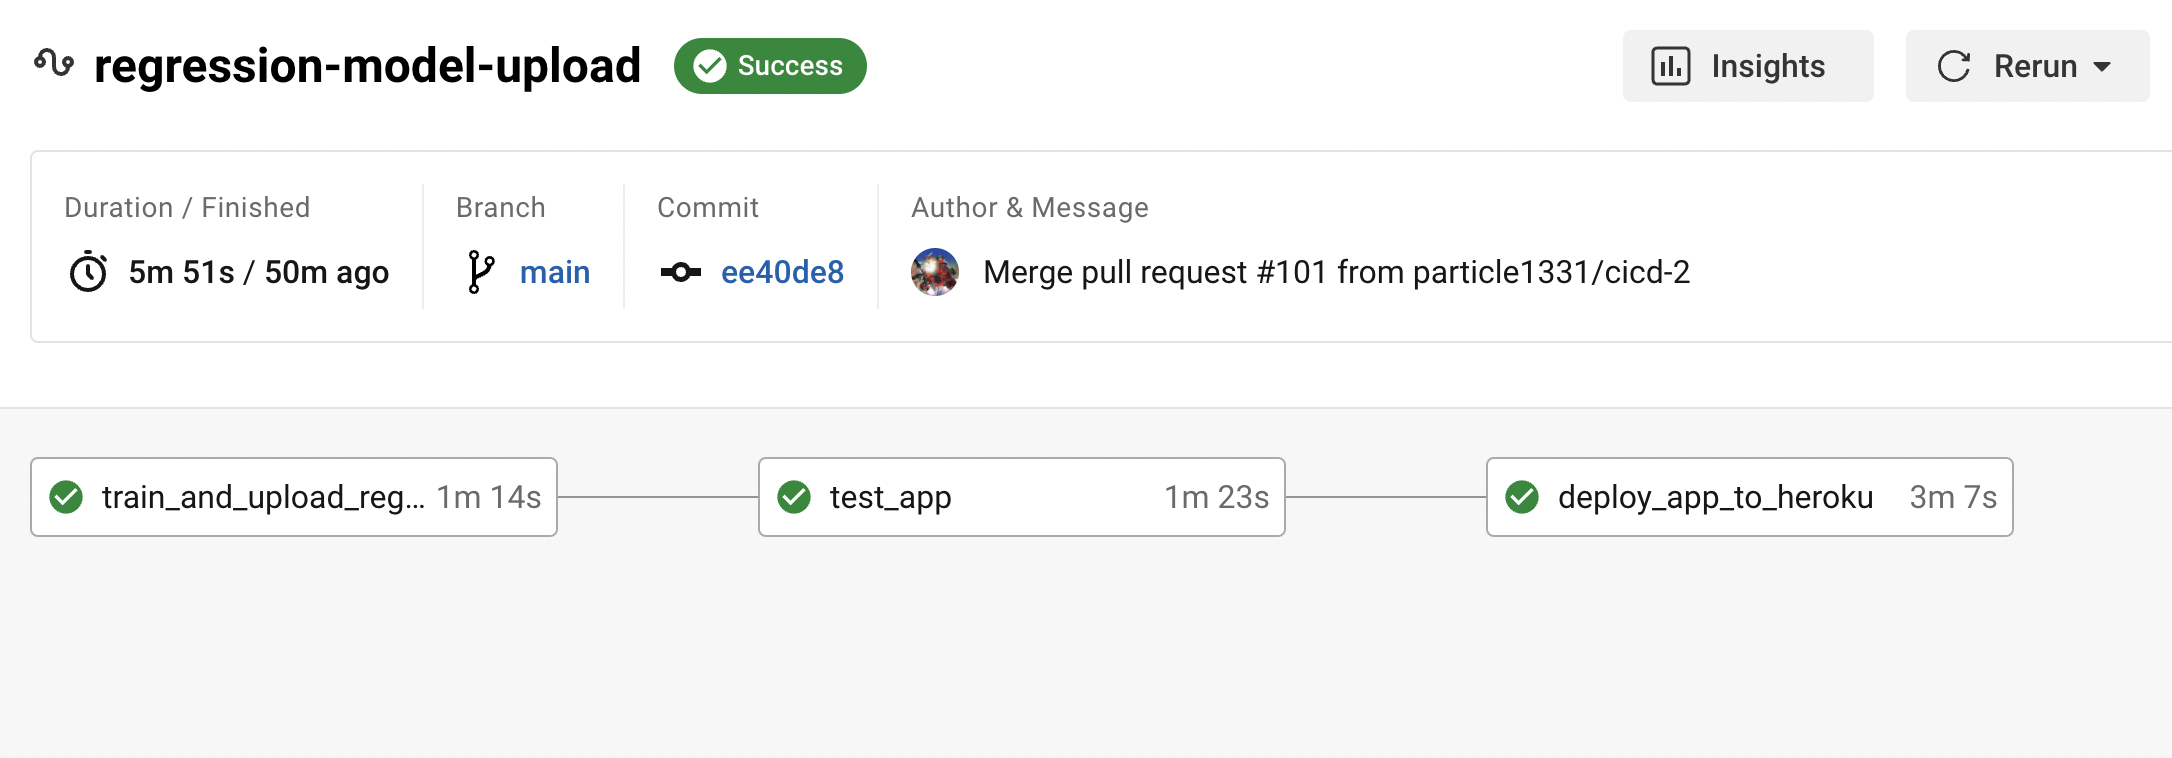 regression-model-upload Success Insights Rerun
Duration / Finished Branch Commit Author & Message
5m 51s / 50m ago main ee40de8 Merge pull request #101 from particle1331/cicd-2
train_and_upload_reg... 1m 14s test_app 1m 23s deploy_app_to_heroku 3m 7s